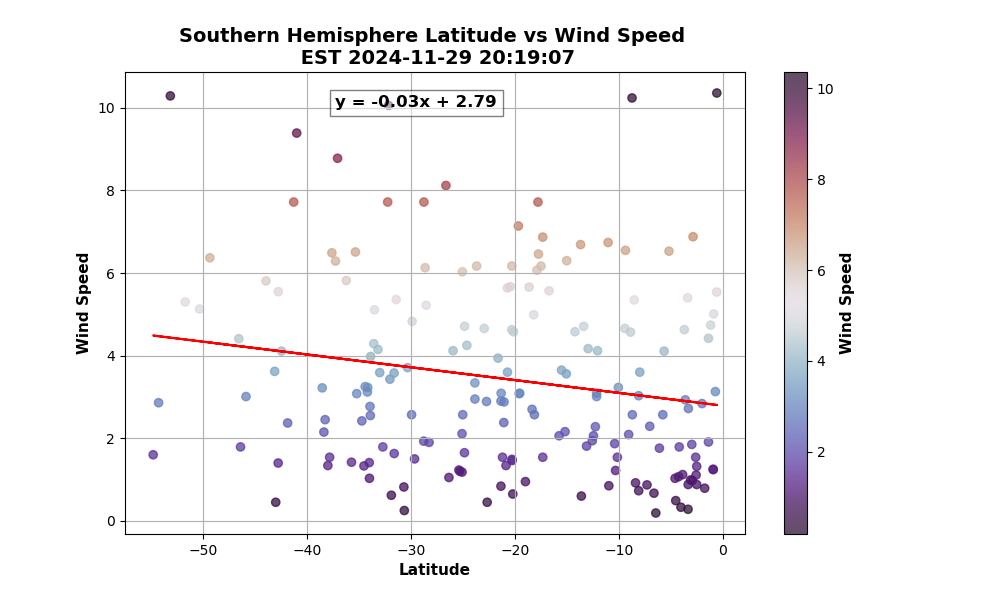 Southern Hemisphere Latitude vs Wind Speed
EST 2024-11-29 20:19:07
y = -0.03x + 2.79
10
8
6
4
2
0
Wind Speed
−50
−40
−30
−20
−10
0
Latitude
10
8
6
4
2
Wind Speed